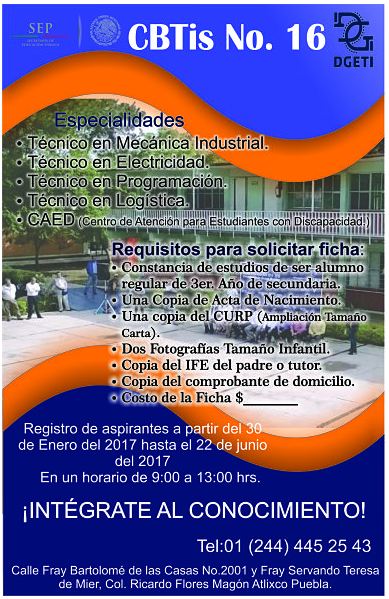 SEP
SECRETARÍA DE
EDUCACIÓN PÚBLICA
CBTis No. 16
DGETI
Especialidades
• Técnico en Mecánica Industrial.
• Técnico en Electricidad.
• Técnico en Programación.
• Técnico en Logística.
• CAED (Centro de Atención para Estudiantes con Discapacidad.)
Requisitos para solicitar ficha:
• Constancia de estudios de ser alumno
regular de 3er. Año de secundaria.
• Una Copia de Acta de Nacimiento.
• Una copia del CURP (Ampliación Tamaño
Carta).
• Dos Fotografías Tamaño Infantil.
• Copia del IFE del padre o tutor.
• Copia del comprobante de domicilio.
• Costo de la Ficha $_______
Registro de aspirantes a partir del 30
de Enero del 2017 hasta el 22 de junio
del 2017
En un horario de 9:00 a 13:00 hrs.
¡INTÉGRATE AL CONOCIMIENTO!
Tel:01 (244) 445 25 43
Calle Fray Bartolomé de las Casas No.2001 y Fray Servando Teresa
de Mier, Col. Ricardo Flores Magón Atlixco Puebla.